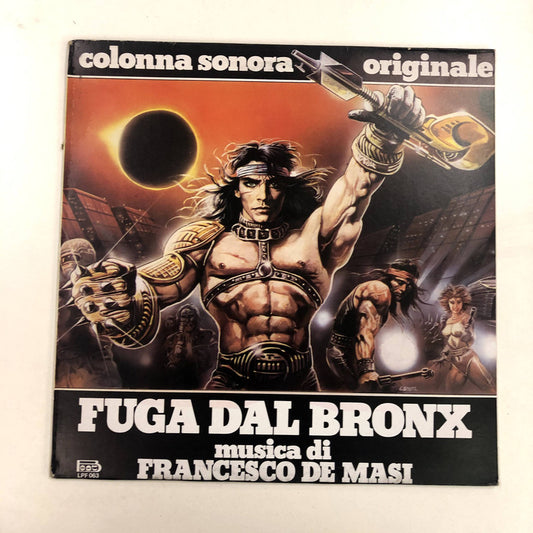 colonna sonora originale
FUGA DAL BRONX
musica di
FRANCESCO DE MASI
LPF 063